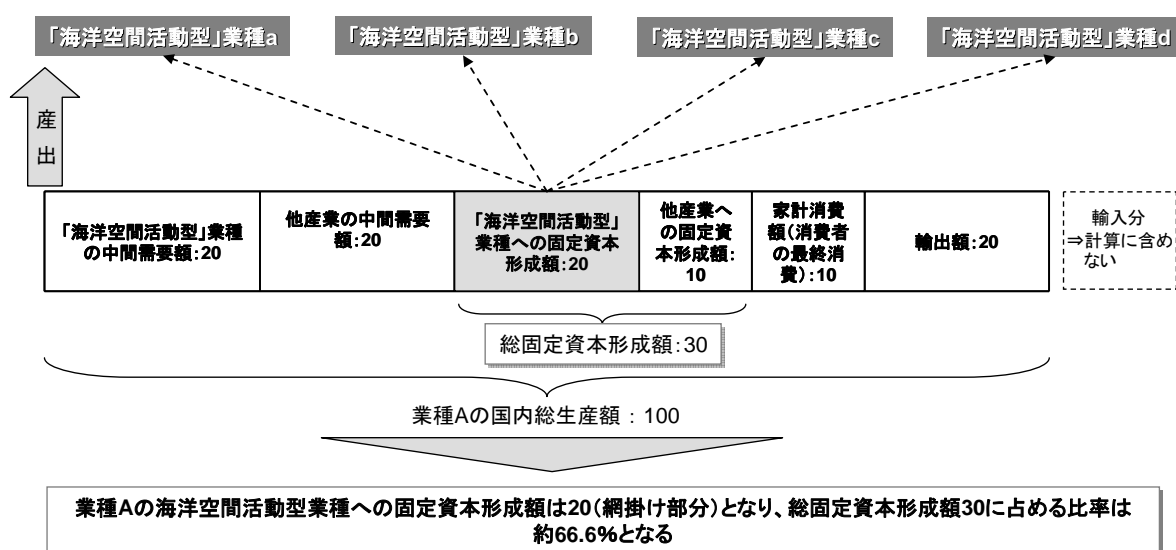 「海洋空間活動型」業種a
「海洋空間活動型」業種b
「海洋空間活動型」業種c
「海洋空間活動型」業種d
産
出
「海洋空間活動型」業種
の中間需要額:20
他産業の中間需要
額:20
「海洋空間活動型」
業種への固定資本
形成額:20
他産業へ
の固定資
本形成額:
10
家計消費
額(消費者
の最終消
費):10
輸出額:20
輸入分
⇒計算に含め
ない
総固定資本形成額:30
業種Aの国内総生産額 : 100
業種Aの海洋空間活動型業種への固定資本形成額は20(網掛け部分)となり、総固定資本形成額30に占める比率は
約66.6%となる